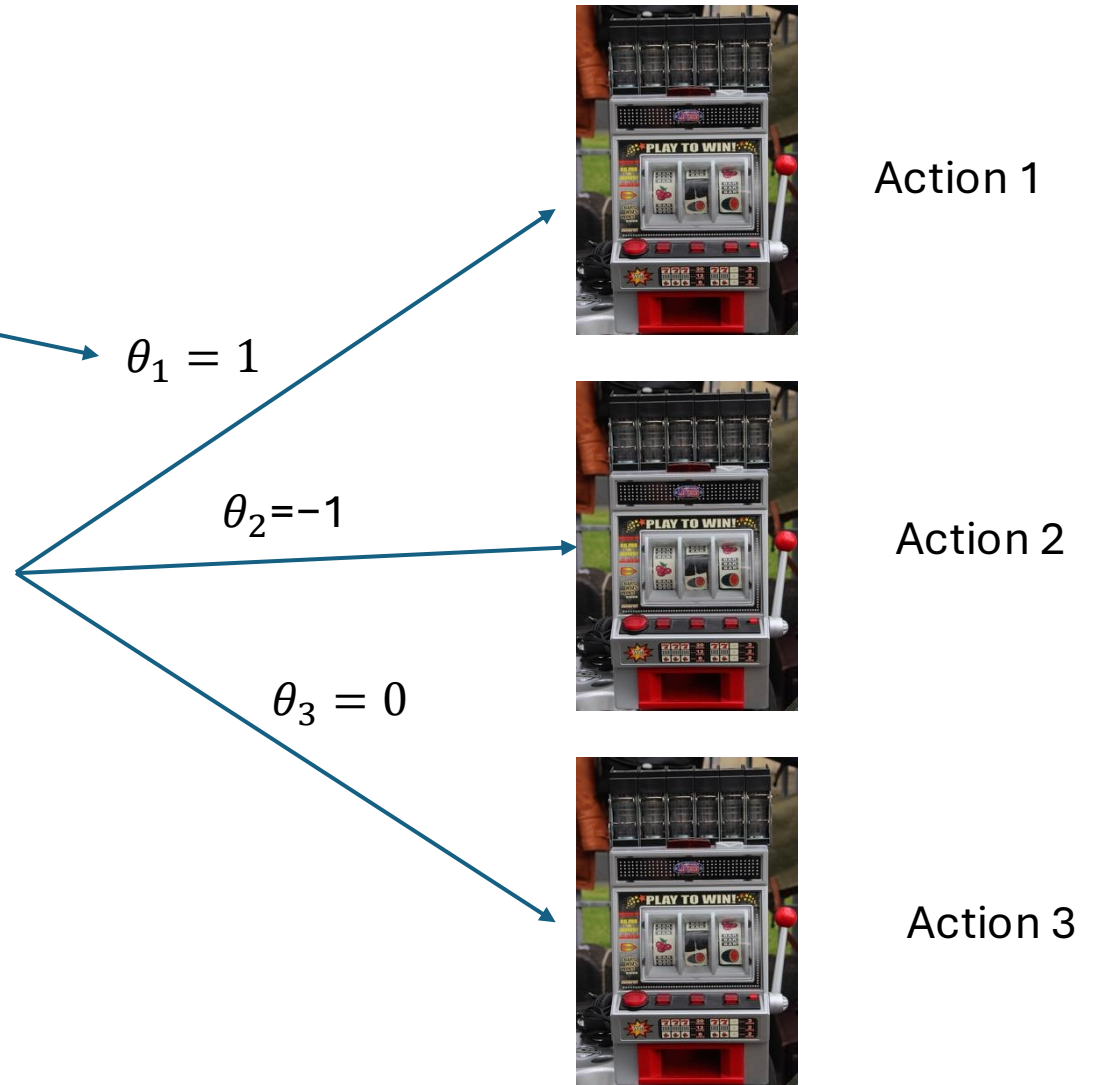 PLAY TO WIN!
Action 1
θ₁ = 1
θ₂=−1
PLAY TO WIN!
Action 2
θ₃ = 0
PLAY TO WIN!
Action 3